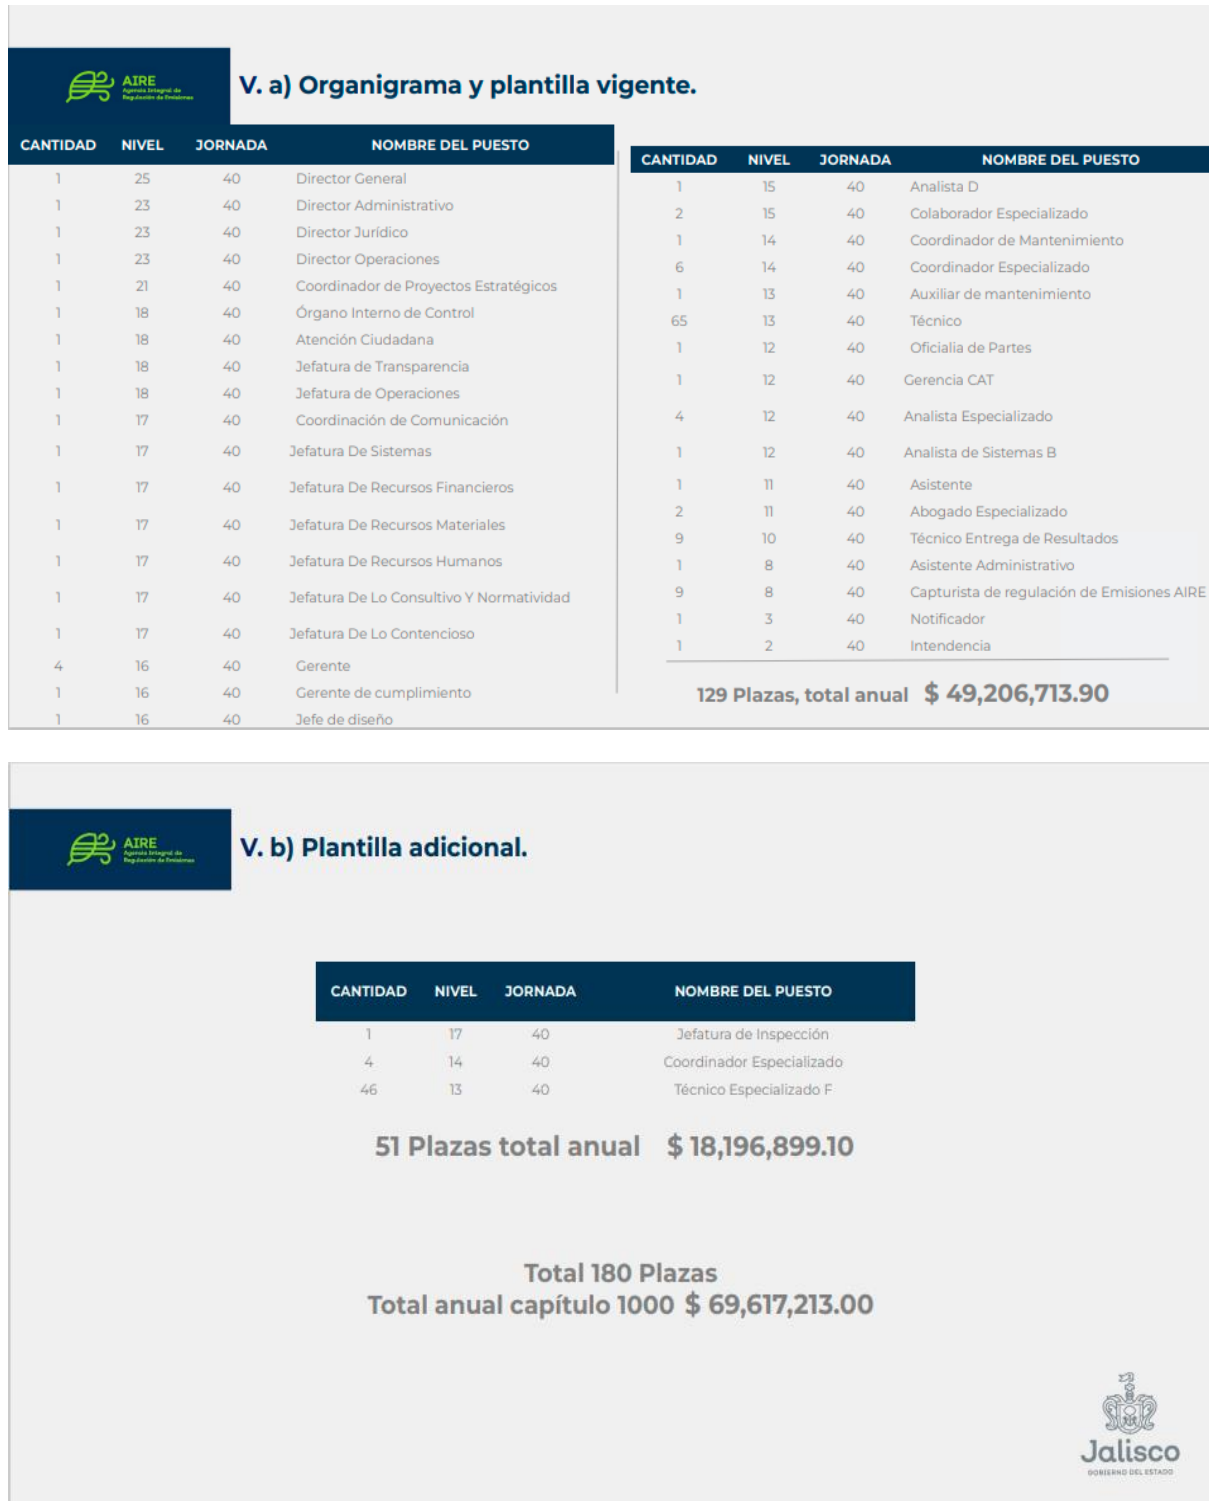 AIRE
Agencia Integral de
Regulación de Emisiones
V. a) Organigrama y plantilla vigente.
CANTIDAD NIVEL JORNADA NOMBRE DEL PUESTO
1 25 40 Director General
1 23 40 Director Administrativo
1 23 40 Director Jurídico
1 23 40 Director Operaciones
1 21 40 Coordinador de Proyectos Estratégicos
1 18 40 Órgano Interno de Control
1 18 40 Atención Ciudadana
1 18 40 Jefatura de Transparencia
1 18 40 Jefatura de Operaciones
1 17 40 Coordinación de Comunicación
1 17 40 Jefatura De Sistemas
1 17 40 Jefatura De Recursos Financieros
1 17 40 Jefatura De Recursos Materiales
1 17 40 Jefatura De Recursos Humanos
1 17 40 Jefatura De Lo Consultivo Y Normatividad
1 17 40 Jefatura De Lo Contencioso
4 16 40 Gerente
1 16 40 Gerente de cumplimiento
1 16 40 Jefe de diseño
CANTIDAD NIVEL JORNADA NOMBRE DEL PUESTO
1 15 40 Analista D
2 15 40 Colaborador Especializado
1 14 40 Coordinador de Mantenimiento
6 14 40 Coordinador Especializado
1 13 40 Auxiliar de mantenimiento
65 13 40 Técnico
1 12 40 Oficialia de Partes
1 12 40 Gerencia CAT
4 12 40 Analista Especializado
1 12 40 Analista de Sistemas B
1 11 40 Asistente
2 11 40 Abogado Especializado
9 10 40 Técnico Entrega de Resultados
1 8 40 Asistente Administrativo
9 8 40 Capturista de regulación de Emisiones AIRE
1 3 40 Notificador
1 2 40 Intendencia
129 Plazas, total anual $ 49,206,713.90
AIRE
Agencia Integral de
Regulación de Emisiones
V. b) Plantilla adicional.
CANTIDAD NIVEL JORNADA NOMBRE DEL PUESTO
1 17 40 Jefatura de Inspección
4 14 40 Coordinador Especializado
46 13 40 Técnico Especializado F
51 Plazas total anual $ 18,196,899.10
Total 180 Plazas
Total anual capítulo 1000 $ 69,617,213.00
Jalisco
GOBIERNO DEL ESTADO